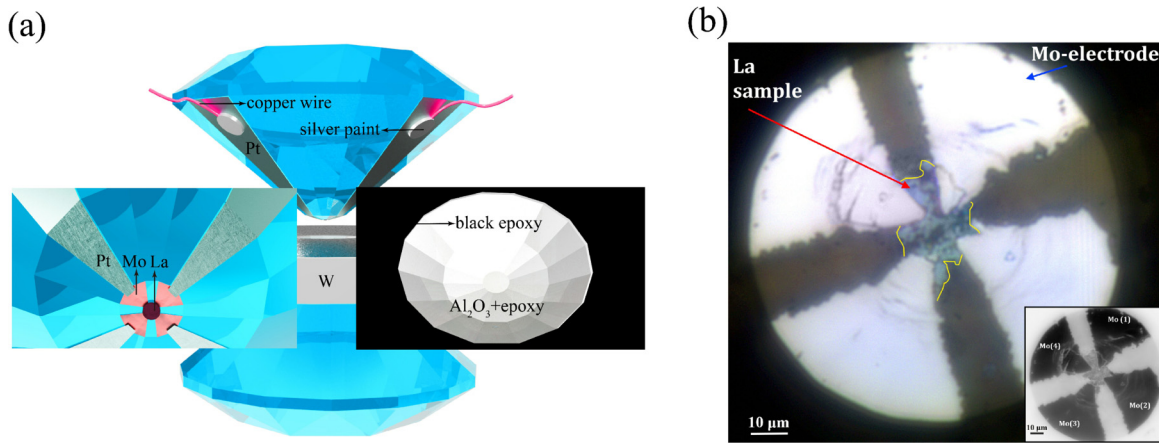 (a)
copper wire
silver paint
Pt
Pt
Mo
La
W
black epoxy
Al₂O₃+epoxy
(b)
La
sample
Mo-electrode
10 μm
Mo (1)
Mo(4)
Mo(2)
Mo(3)
10 μm